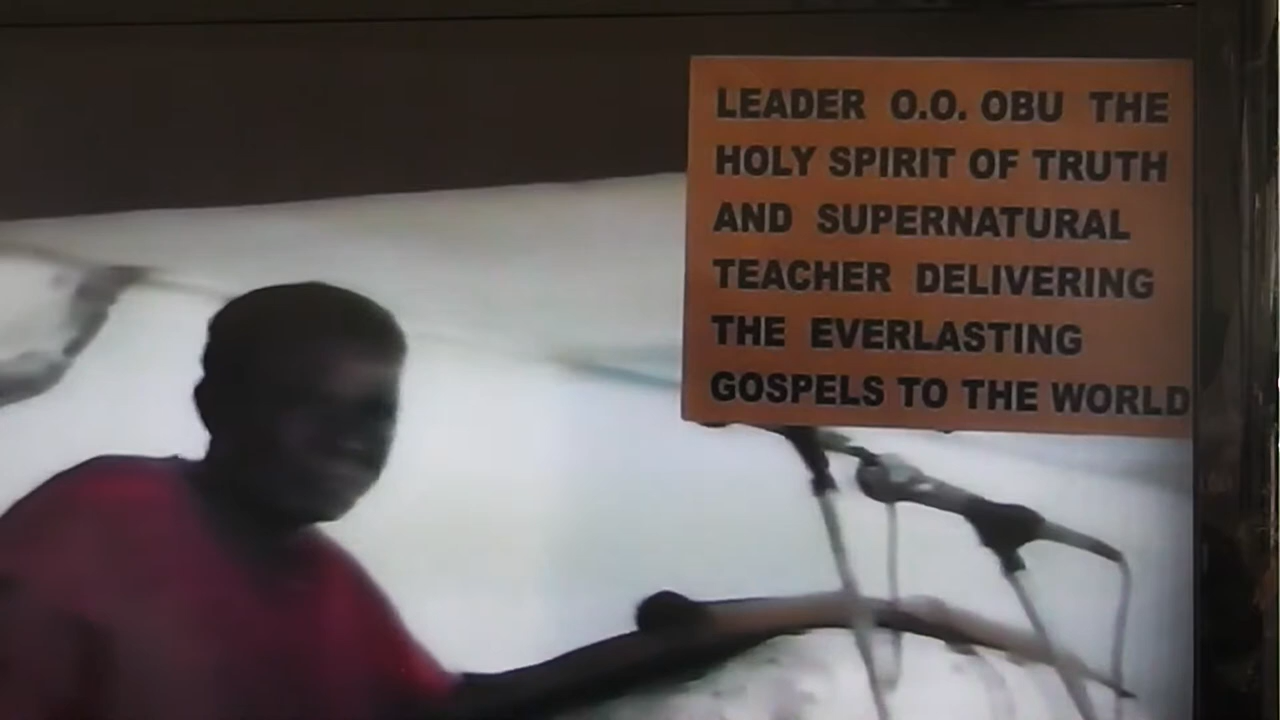 LEADER O.O. OBU THE
HOLY SPIRIT OF TRUTH
AND SUPERNATURAL
TEACHER DELIVERING
THE EVERLASTING
GOSPELS TO THE WORLD